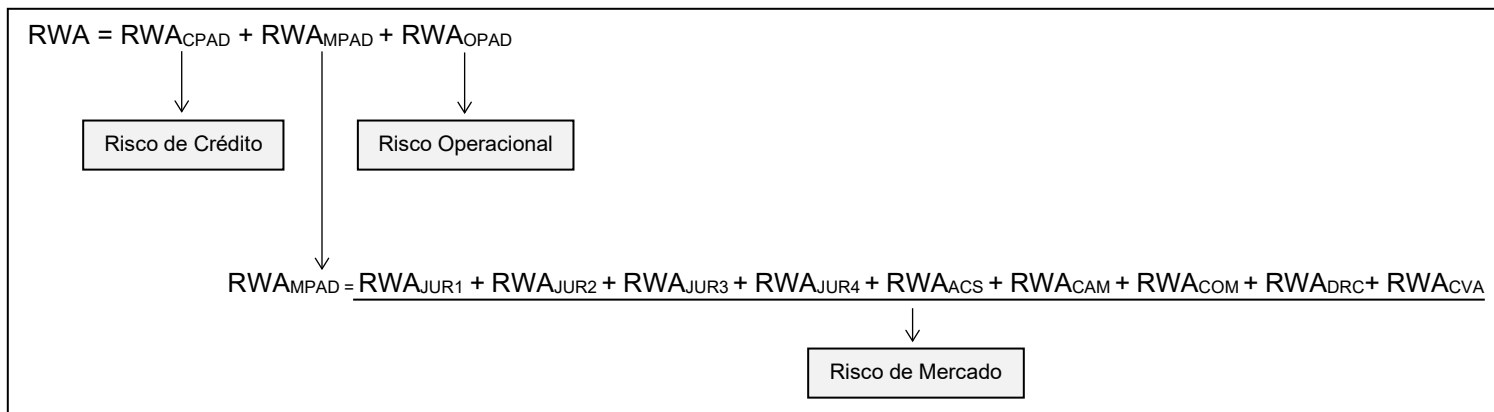 RWA = RWACPAD + RWAMPAD + RWAOPAD
Risco de Crédito
Risco Operacional
RWAMPAD = RWAJUR1 + RWAJUR2 + RWAJUR3 + RWAJUR4 + RWAACS + RWACAM + RWACOM + RWADRC+ RWACVA
Risco de Mercado